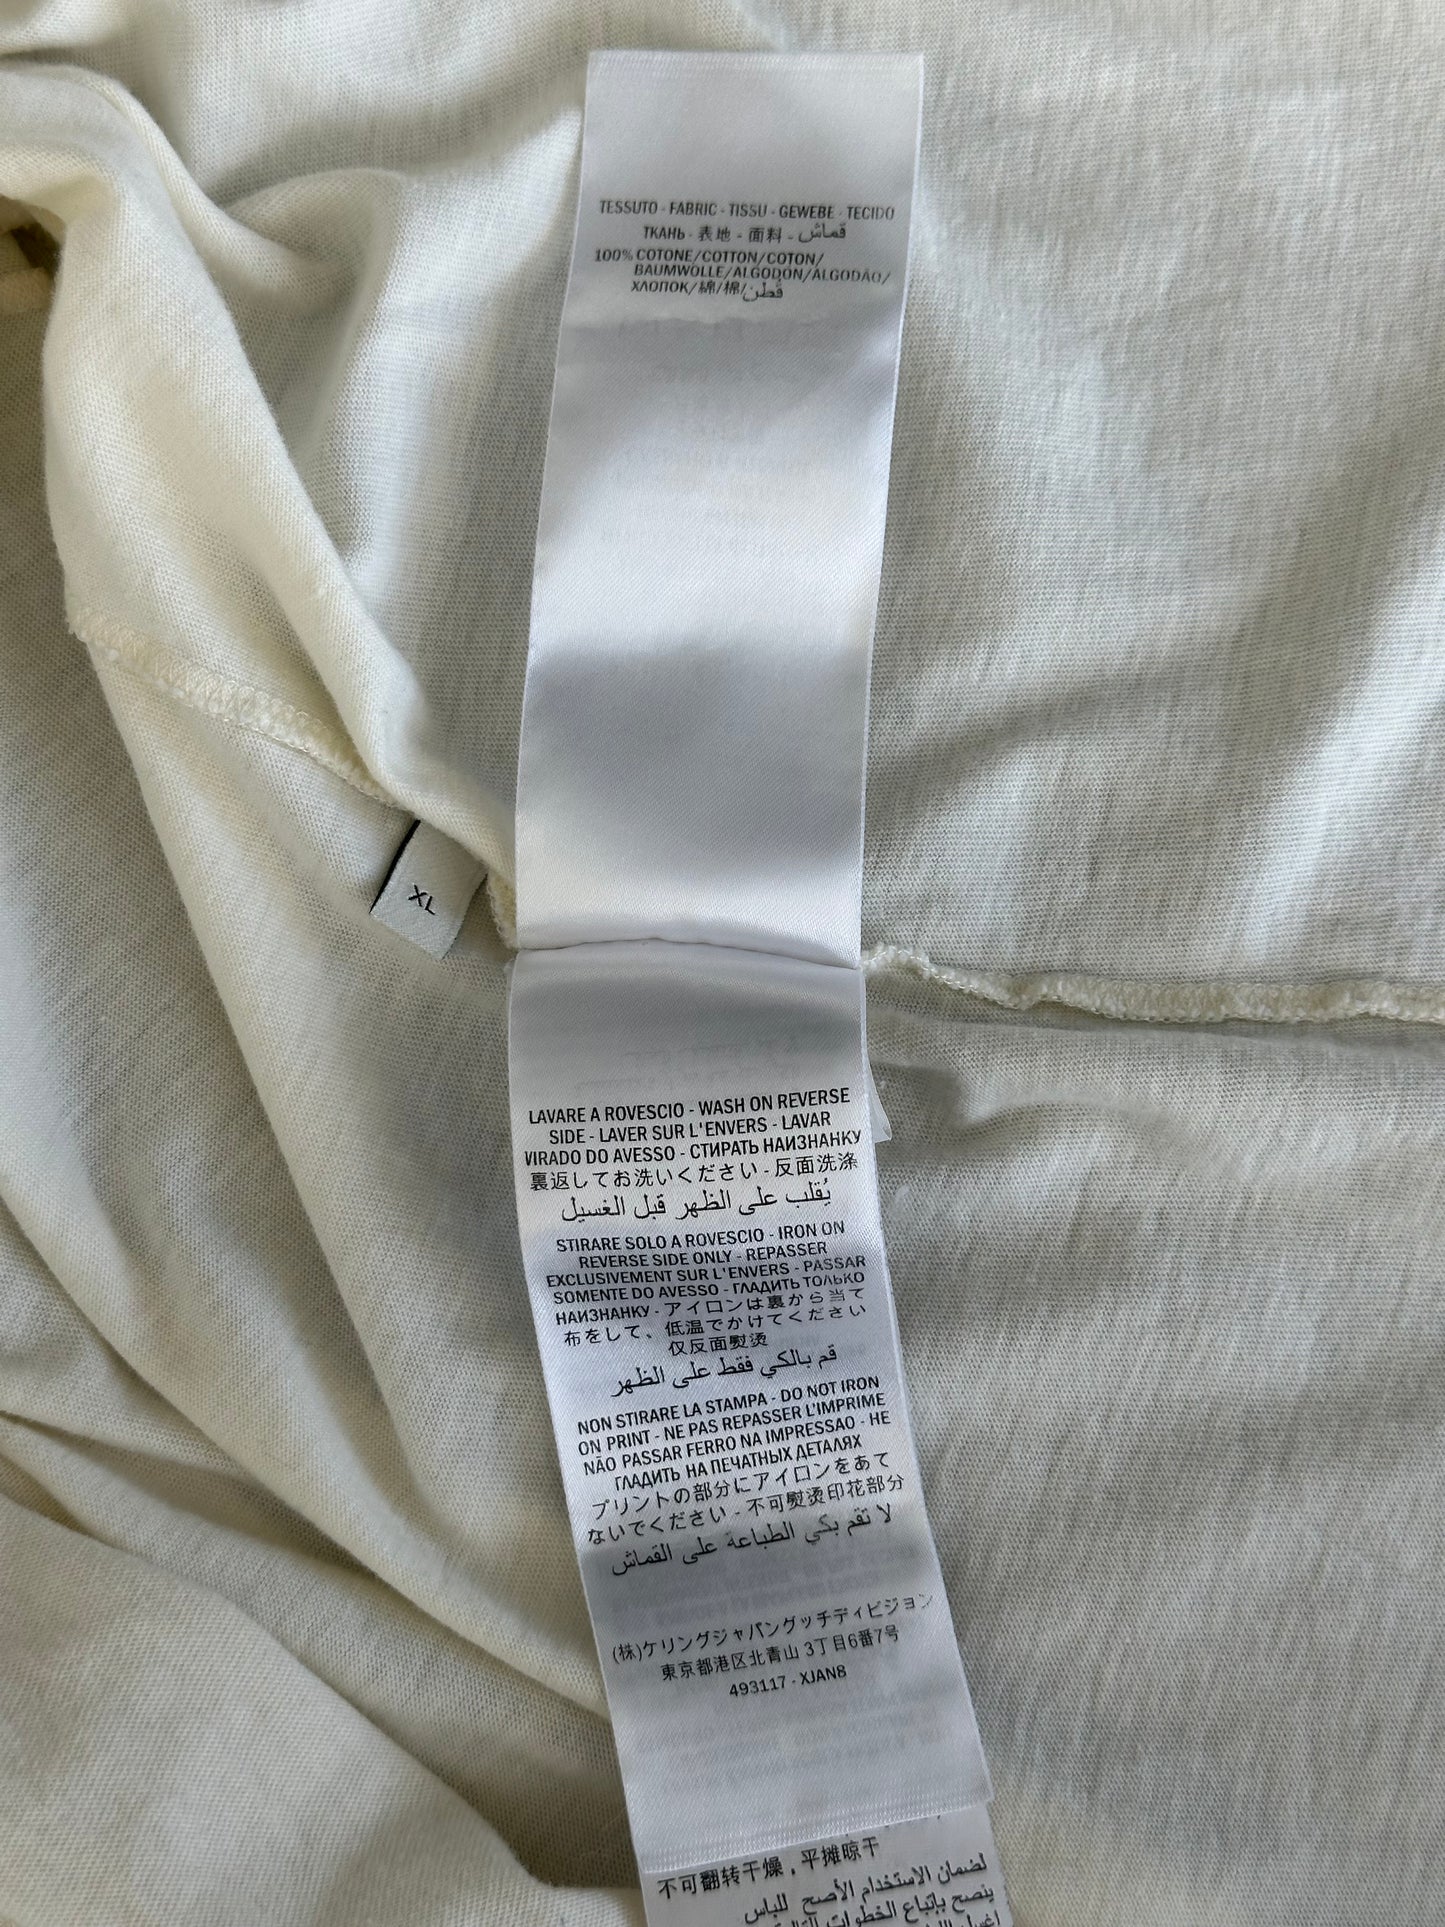 TESSUTO - FABRIC - TISSU - GEWEBE - TECIDO
ТКАНЬ - 表地 - 面料 - قماش
100% COTONE/COTTON/COTON/
BAUMWOLLE/ALGODÓN/ALGODÃO/
ХЛОПОК/綿/棉/قطن
XL
LAVARE A ROVESCIO - WASH ON REVERSE
SIDE - LAVER SUR L'ENVERS - LAVAR
VIRADO DO AVESSO - СТИРАТЬ НАИЗНАНКУ
裏返してお洗いください - 反面洗涤
يُقلب على الظهر قبل الغسيل
STIRARE SOLO A ROVESCIO - IRON ON
REVERSE SIDE ONLY - REPASSER
EXCLUSIVEMENT SUR L'ENVERS - PASSAR
SOMENTE DO AVESSO - ГЛАДИТЬ ТОЛЬКО
НАИЗНАНКУ - アイロンは裏から当て
布をして、低温でかけてください
仅反面熨烫
قم بالكي فقط على الظهر
NON STIRARE LA STAMPA - DO NOT IRON
ON PRINT - NE PAS REPASSER L'IMPRIME
NÃO PASSAR FERRO NA IMPRESSAO - НЕ
ГЛАДИТЬ НА ПЕЧАТНЫХ ДЕТАЛЯХ
プリントの部分にアイロンをあて
ないでください - 不可熨烫印花部分
لا تقم بكي الطباعة على القماش
(株)ケリングジャパングッチディビジョン
東京都港区北青山 3丁目6番7号
493117 - XJAN8
不可翻转干燥 , 平摊晾干
لضمان الاستخدام الأصح للباس
ينصح بإتباع الخطوات التالية